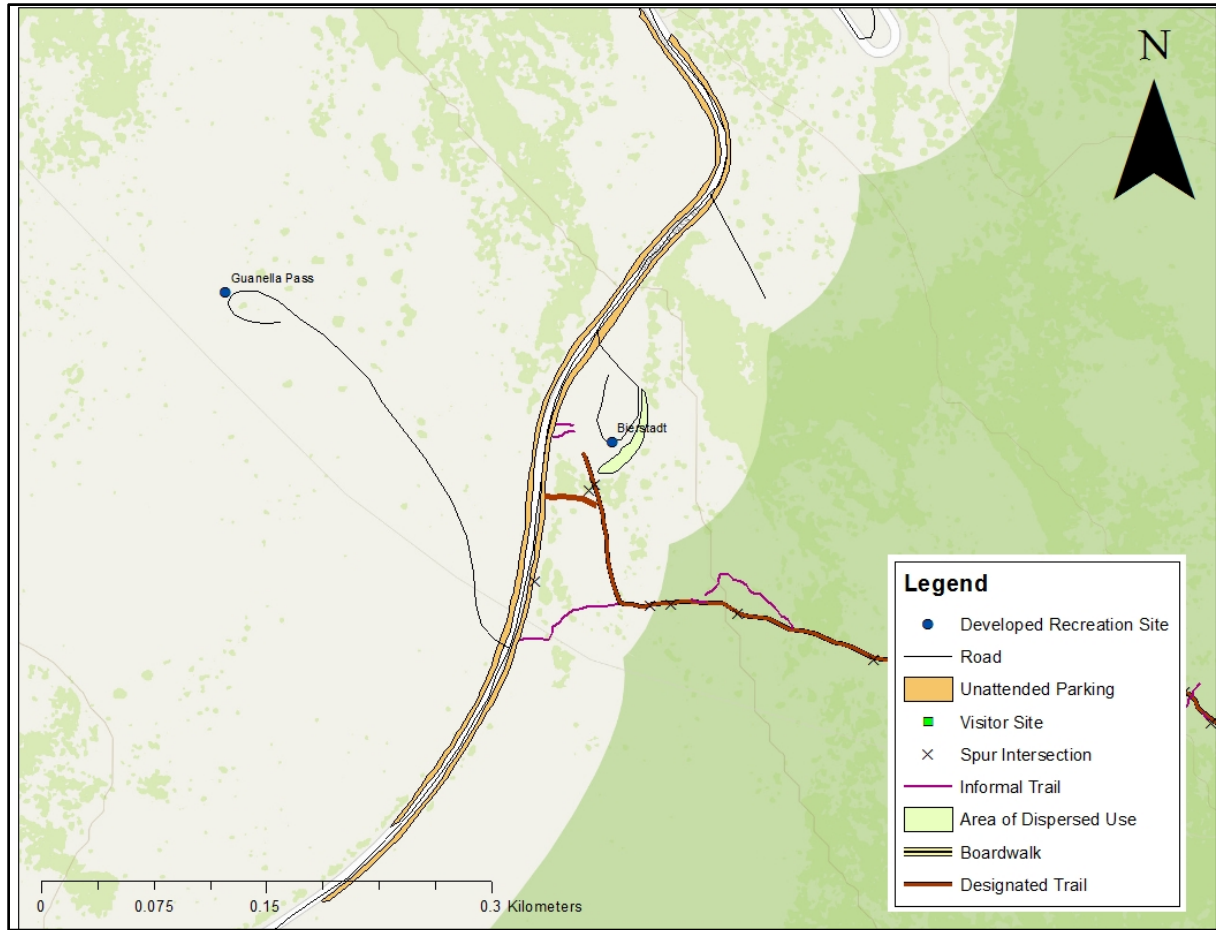 N
Guanella Pass
Bierstadt
Legend
Developed Recreation Site
Road
Unattended Parking
Visitor Site
Spur Intersection
Informal Trail
Area of Dispersed Use
Boardwalk
Designated Trail
0 0.075 0.15 0.3 Kilometers